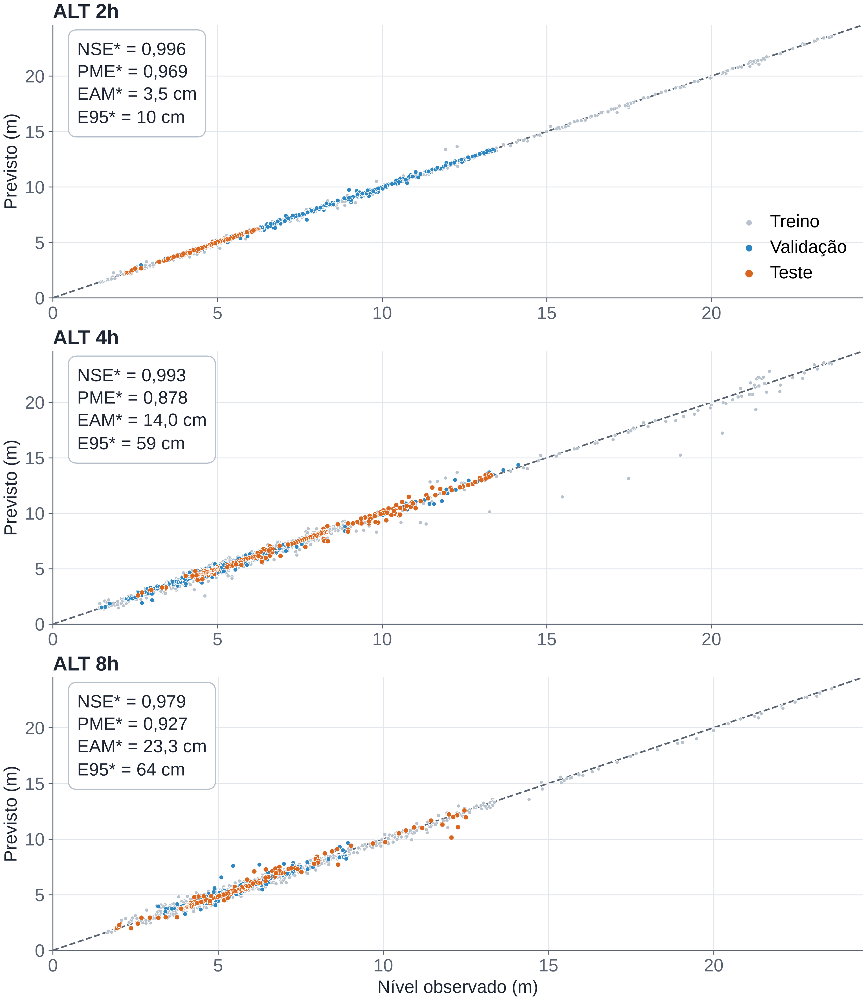 ALT 2h
NSE* = 0,996
PME* = 0,969
EAM* = 3,5 cm
E95* = 10 cm
Previsto (m)
20
15
10
5
0
0 5 10 15 20
Treino
Validação
Teste
ALT 4h
NSE* = 0,993
PME* = 0,878
EAM* = 14,0 cm
E95* = 59 cm
Previsto (m)
20
15
10
5
0
0 5 10 15 20
ALT 8h
NSE* = 0,979
PME* = 0,927
EAM* = 23,3 cm
E95* = 64 cm
Previsto (m)
20
15
10
5
0
0 5 10 15 20
Nível observado (m)